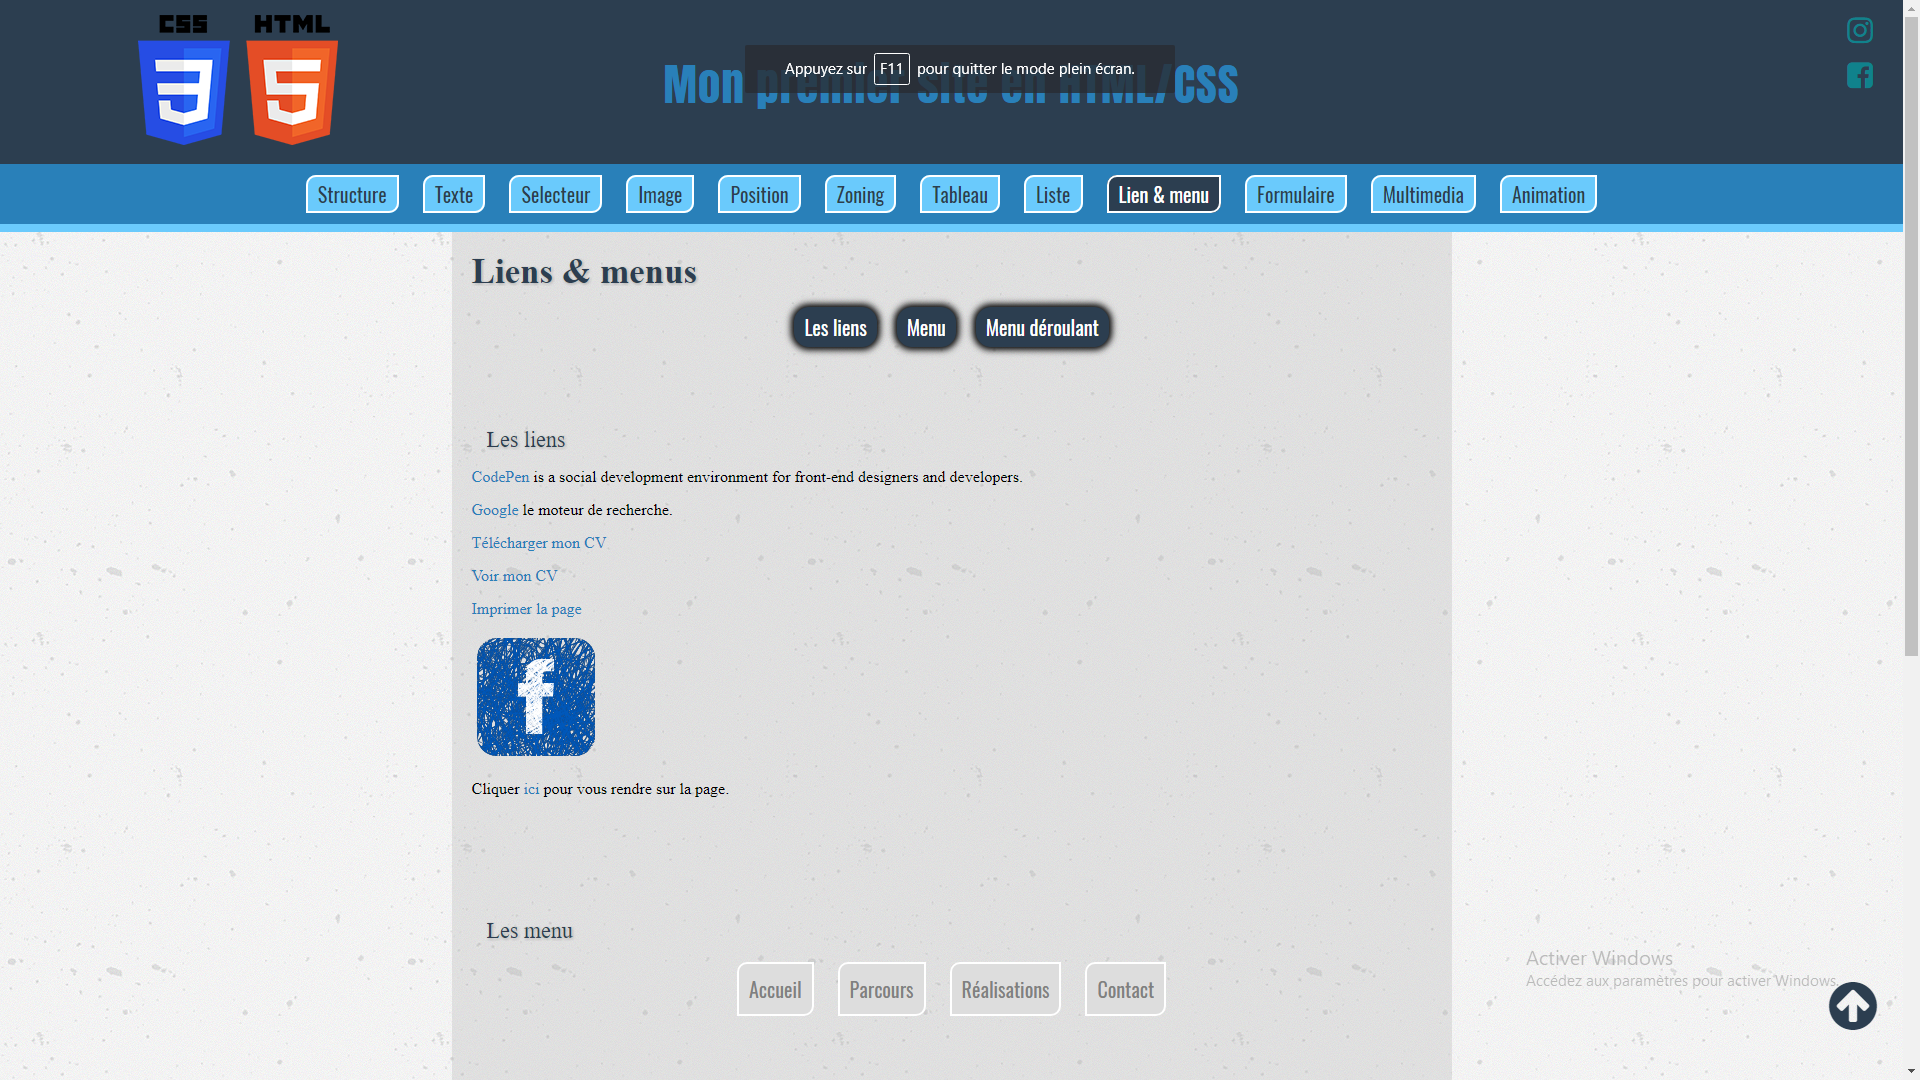 CSS HTML
Mon premier site en HTML/CSS
Appuyez sur F11 pour quitter le mode plein écran.
Structure Texte Selecteur Image Position Zoning Tableau Liste Lien & menu Formulaire Multimedia Animation
Liens & menus
Les liens Menu Menu déroulant
Les liens
CodePen is a social development environment for front-end designers and developers.
Google le moteur de recherche.
Télécharger mon CV
Voir mon CV
Imprimer la page
f
Cliquer ici pour vous rendre sur la page.
Les menu
Accueil Parcours Réalisations Contact
Activer Windows
Accédez aux paramètres pour activer Windows.